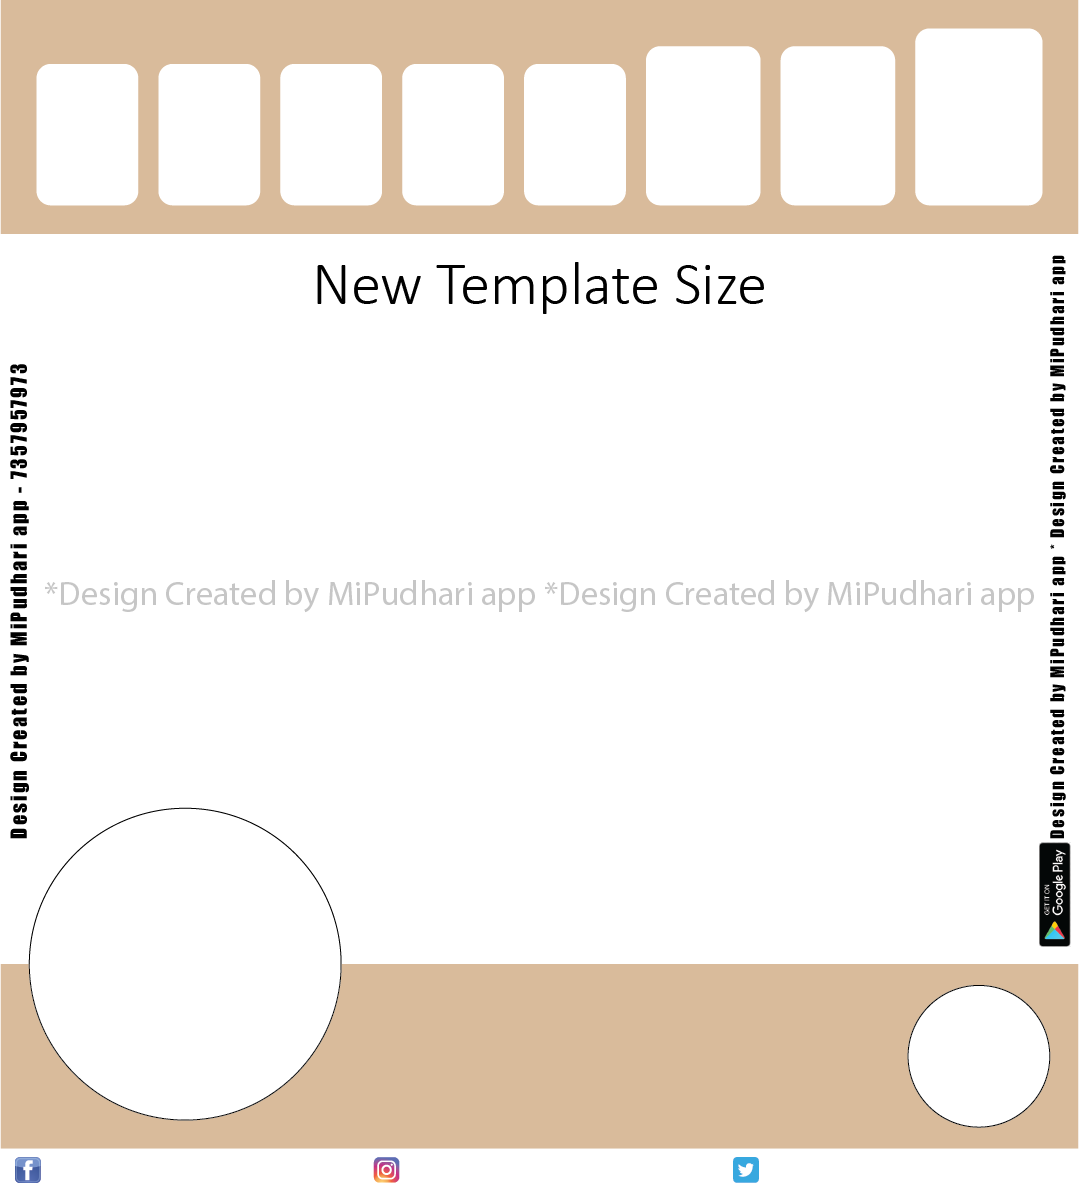 New Template Size
Design Created by MiPudhari app - 7357957973
*Design Created by MiPudhari app *Design Created by MiPudhari app
Design Created by MiPudhari app * Design Created by MiPudhari app
GET IT ON
Google Play